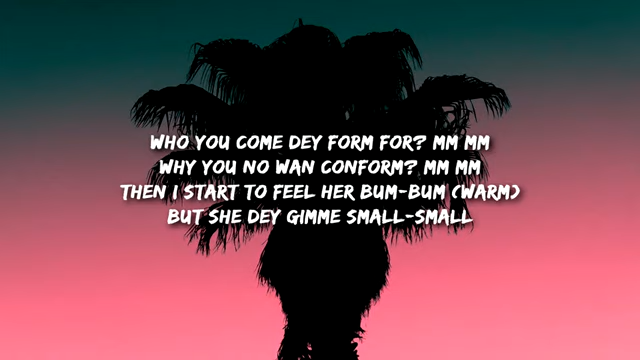 WHO YOU COME DEY FORM FOR? MM MM
WHY YOU NO WAN CONFORM? MM MM
THEN I START TO FEEL HER BUM-BUM (WARM)
BUT SHE DEY GIMME SMALL-SMALL